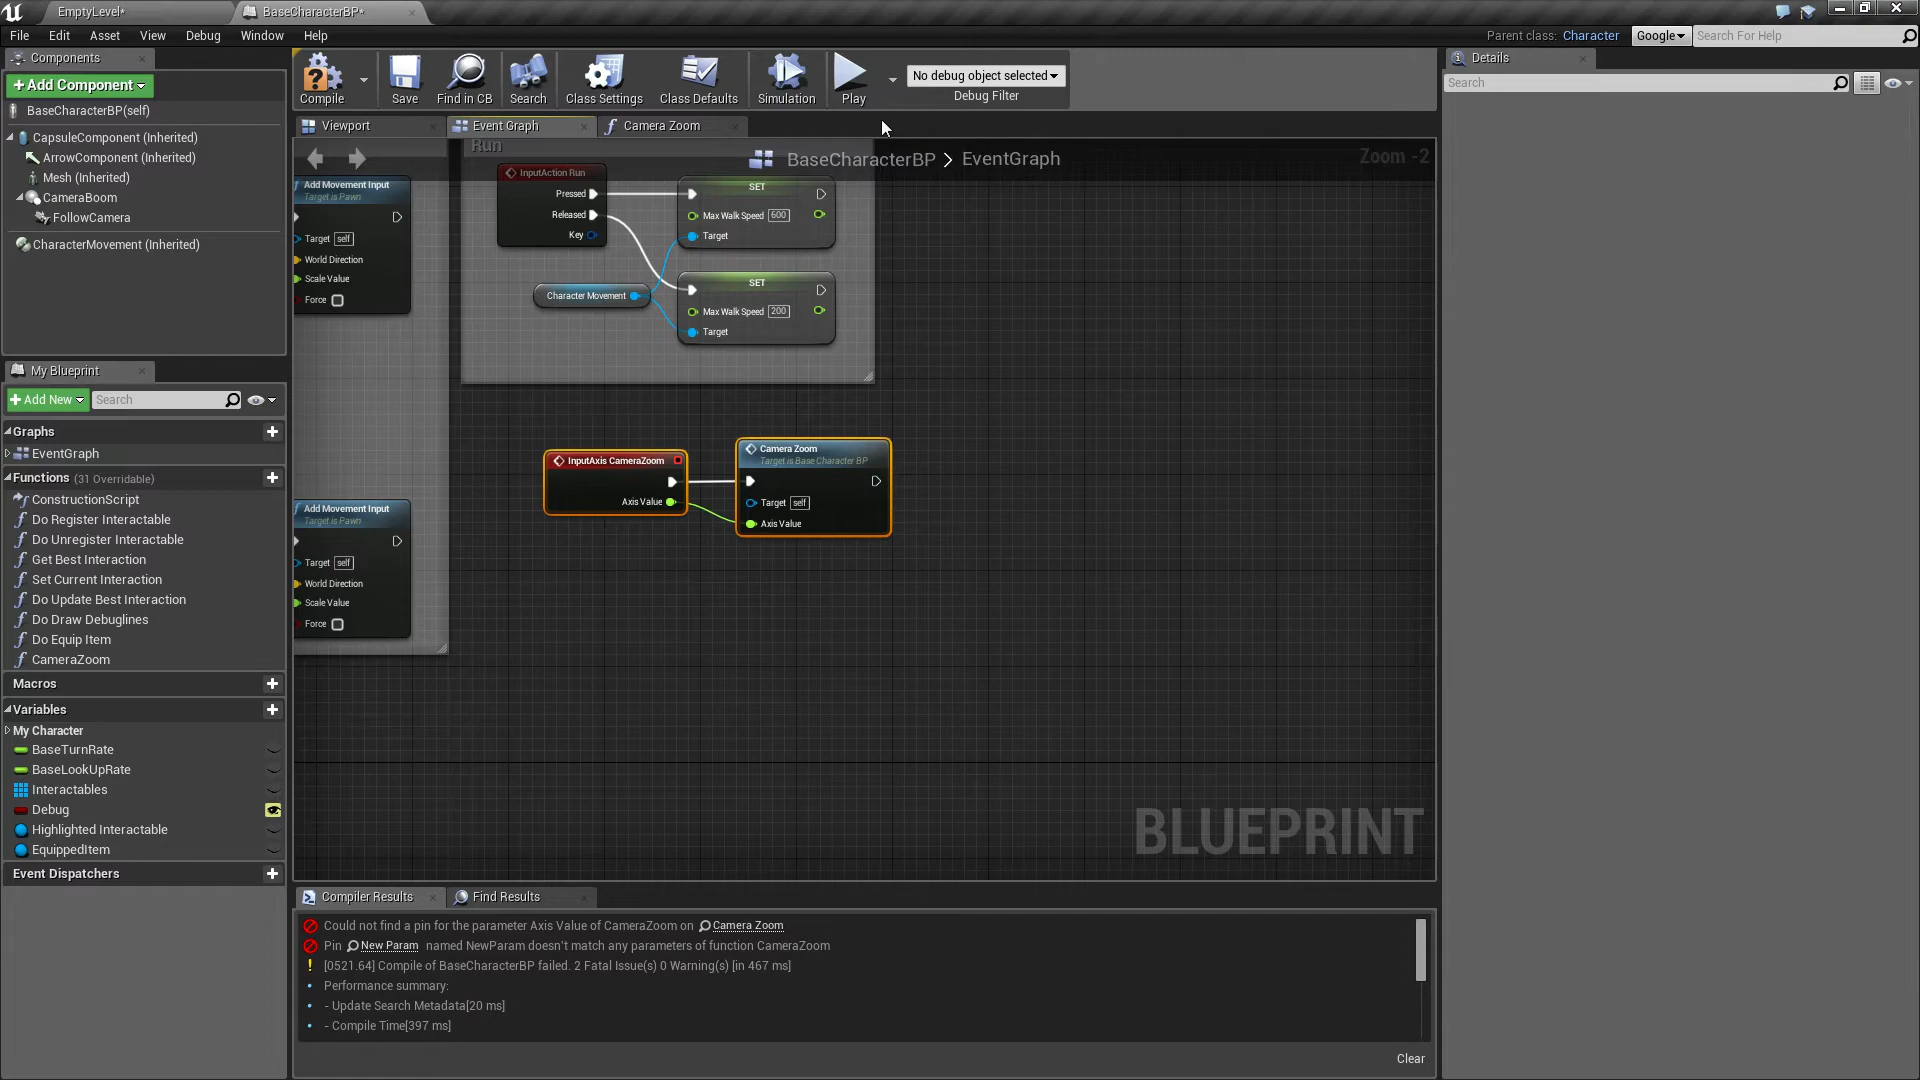 EmptyLevel*
BaseCharacterBP*
File Edit Asset View Debug Window Help
Parent class: Character
Google
Search For Help
Components
+ Add Component
BaseCharacterBP(self)
CapsuleComponent (Inherited)
ArrowComponent (Inherited)
Mesh (Inherited)
CameraBoom
FollowCamera
CharacterMovement (Inherited)
My Blueprint
+ Add New
Search
Graphs
EventGraph
Functions (31 Overridable)
ConstructionScript
Do Register Interactable
Do Unregister Interactable
Get Best Interaction
Set Current Interaction
Do Update Best Interaction
Do Draw Debuglines
Do Equip Item
CameraZoom
Macros
Variables
My Character
BaseTurnRate
BaseLookUpRate
Interactables
Debug
Highlighted Interactable
EquippedItem
Event Dispatchers
Compile
Save
Find in CB
Search
Class Settings
Class Defaults
Simulation
Play
No debug object selected
Debug Filter
Viewport
Event Graph
Camera Zoom
BaseCharacterBP > EventGraph
Zoom -2
Run
Add Movement Input
Target is Pawn
Target self
World Direction
Scale Value
Force
InputAction Run
Pressed
Released
Key
SET
Max Walk Speed 600
Target
Character Movement
SET
Max Walk Speed 200
Target
InputAxis CameraZoom
Axis Value
Camera Zoom
Target is Base Character BP
Target self
Axis Value
Add Movement Input
Target is Pawn
Target self
World Direction
Scale Value
Force
BLUEPRINT
Compiler Results
Find Results
Could not find a pin for the parameter Axis Value of CameraZoom on Camera Zoom
Pin New Param named NewParam doesn't match any parameters of function CameraZoom
! [0521.64] Compile of BaseCharacterBP failed. 2 Fatal Issue(s) 0 Warning(s) [in 467 ms]
• Performance summary:
• - Update Search Metadata[20 ms]
• - Compile Time[397 ms]
Clear
Details
Search